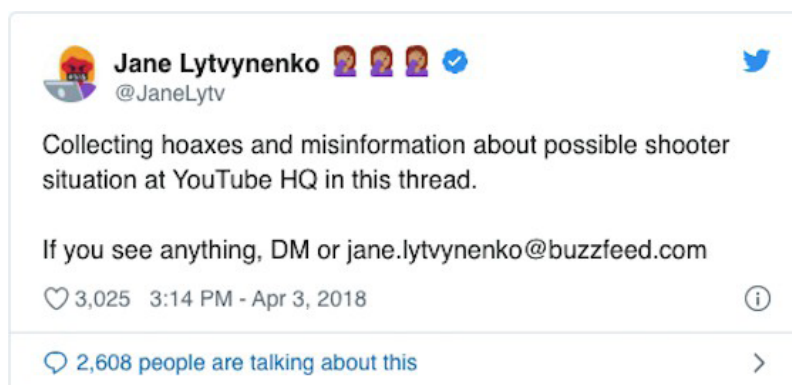 Jane Lytvynenko 🤦🏽‍♀️ 🤦🏽‍♀️ 🤦🏽‍♀️
@JaneLytv
Collecting hoaxes and misinformation about possible shooter
situation at YouTube HQ in this thread.
If you see anything, DM or jane.lytvynenko@buzzfeed.com
3,025 3:14 PM - Apr 3, 2018
2,608 people are talking about this